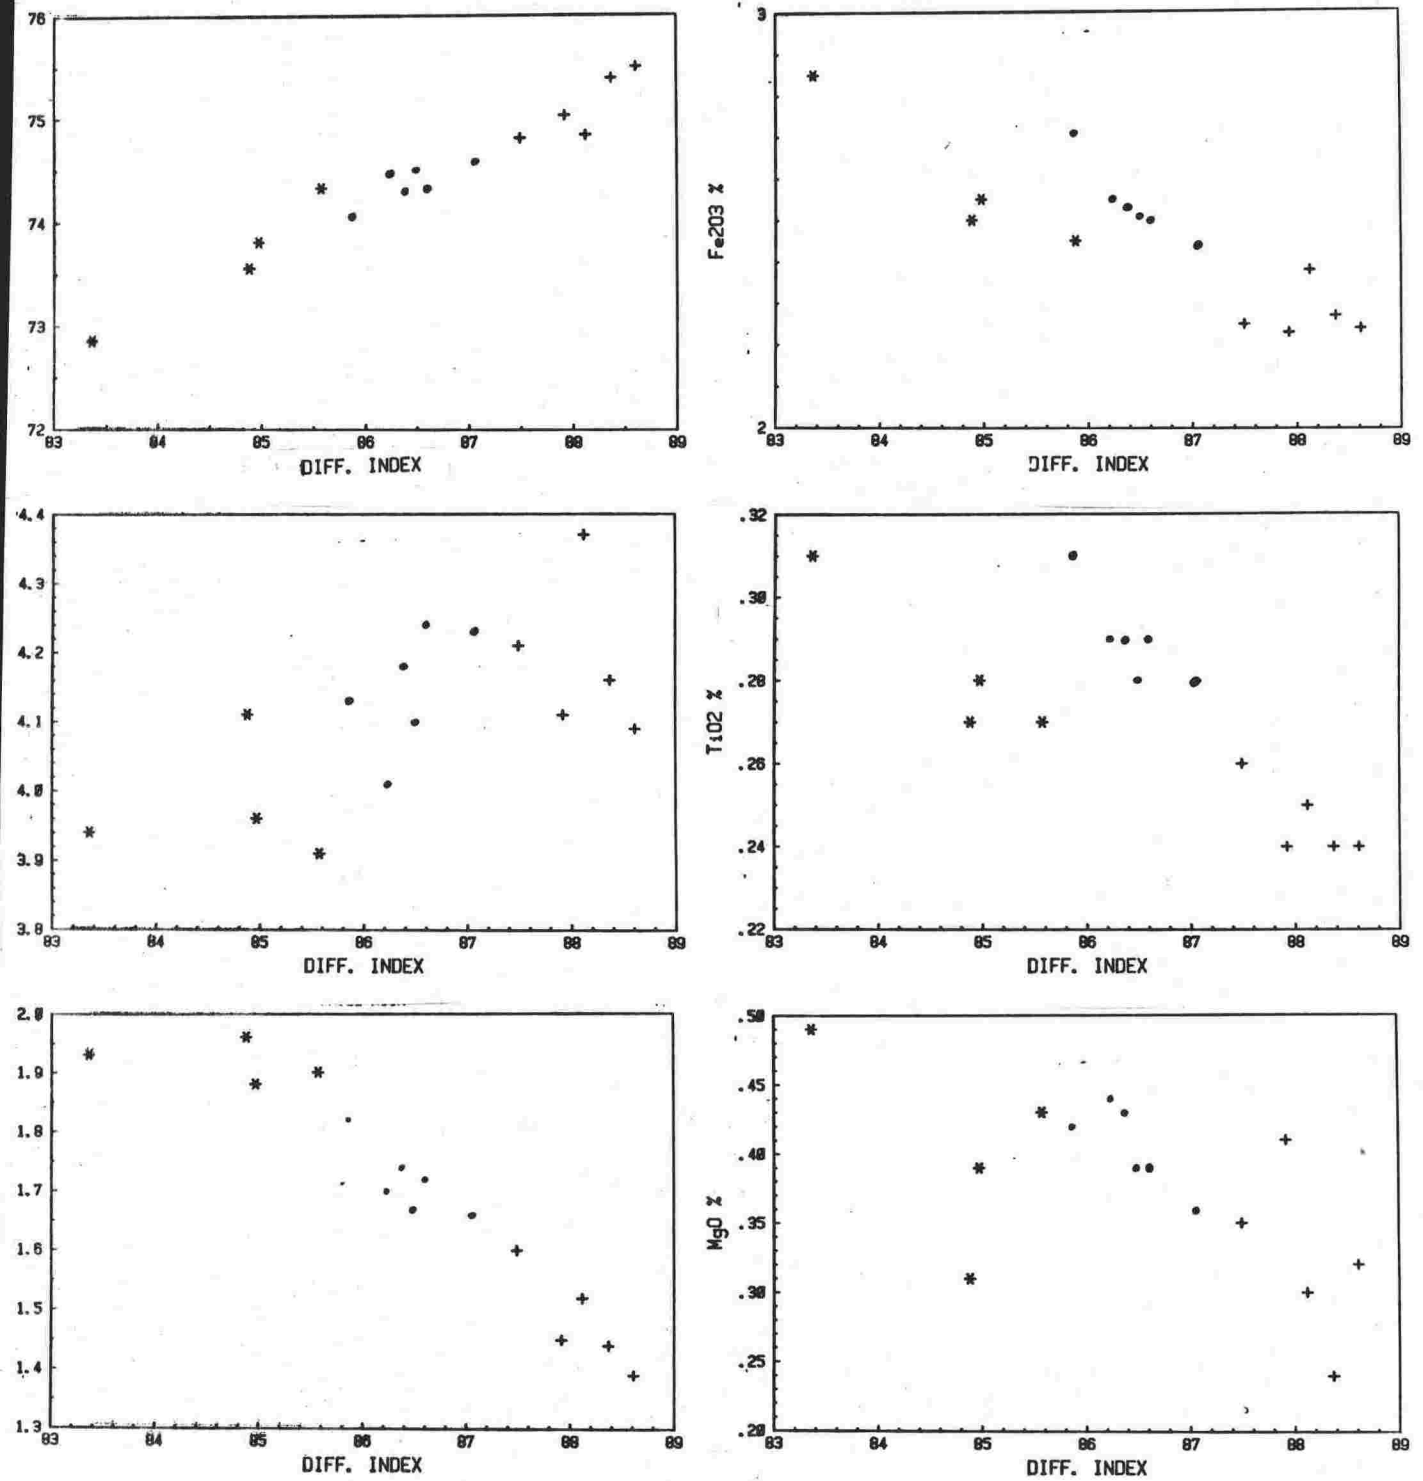 76
75
74
73
72
83 84 85 86 87 88 89
DIFF. INDEX
3
2
Fe2O3 %
83 84 85 86 87 88 89
DIFF. INDEX
4.4
4.3
4.2
4.1
4.0
3.9
3.8
83 84 85 86 87 88 89
DIFF. INDEX
.32
.30
.28
.26
.24
.22
TiO2 %
83 84 85 86 87 88 89
DIFF. INDEX
2.0
1.9
1.8
1.7
1.6
1.5
1.4
1.3
83 84 85 86 87 88 89
DIFF. INDEX
.50
.45
.40
.35
.30
.25
.20
MgO %
83 84 85 86 87 88 89
DIFF. INDEX